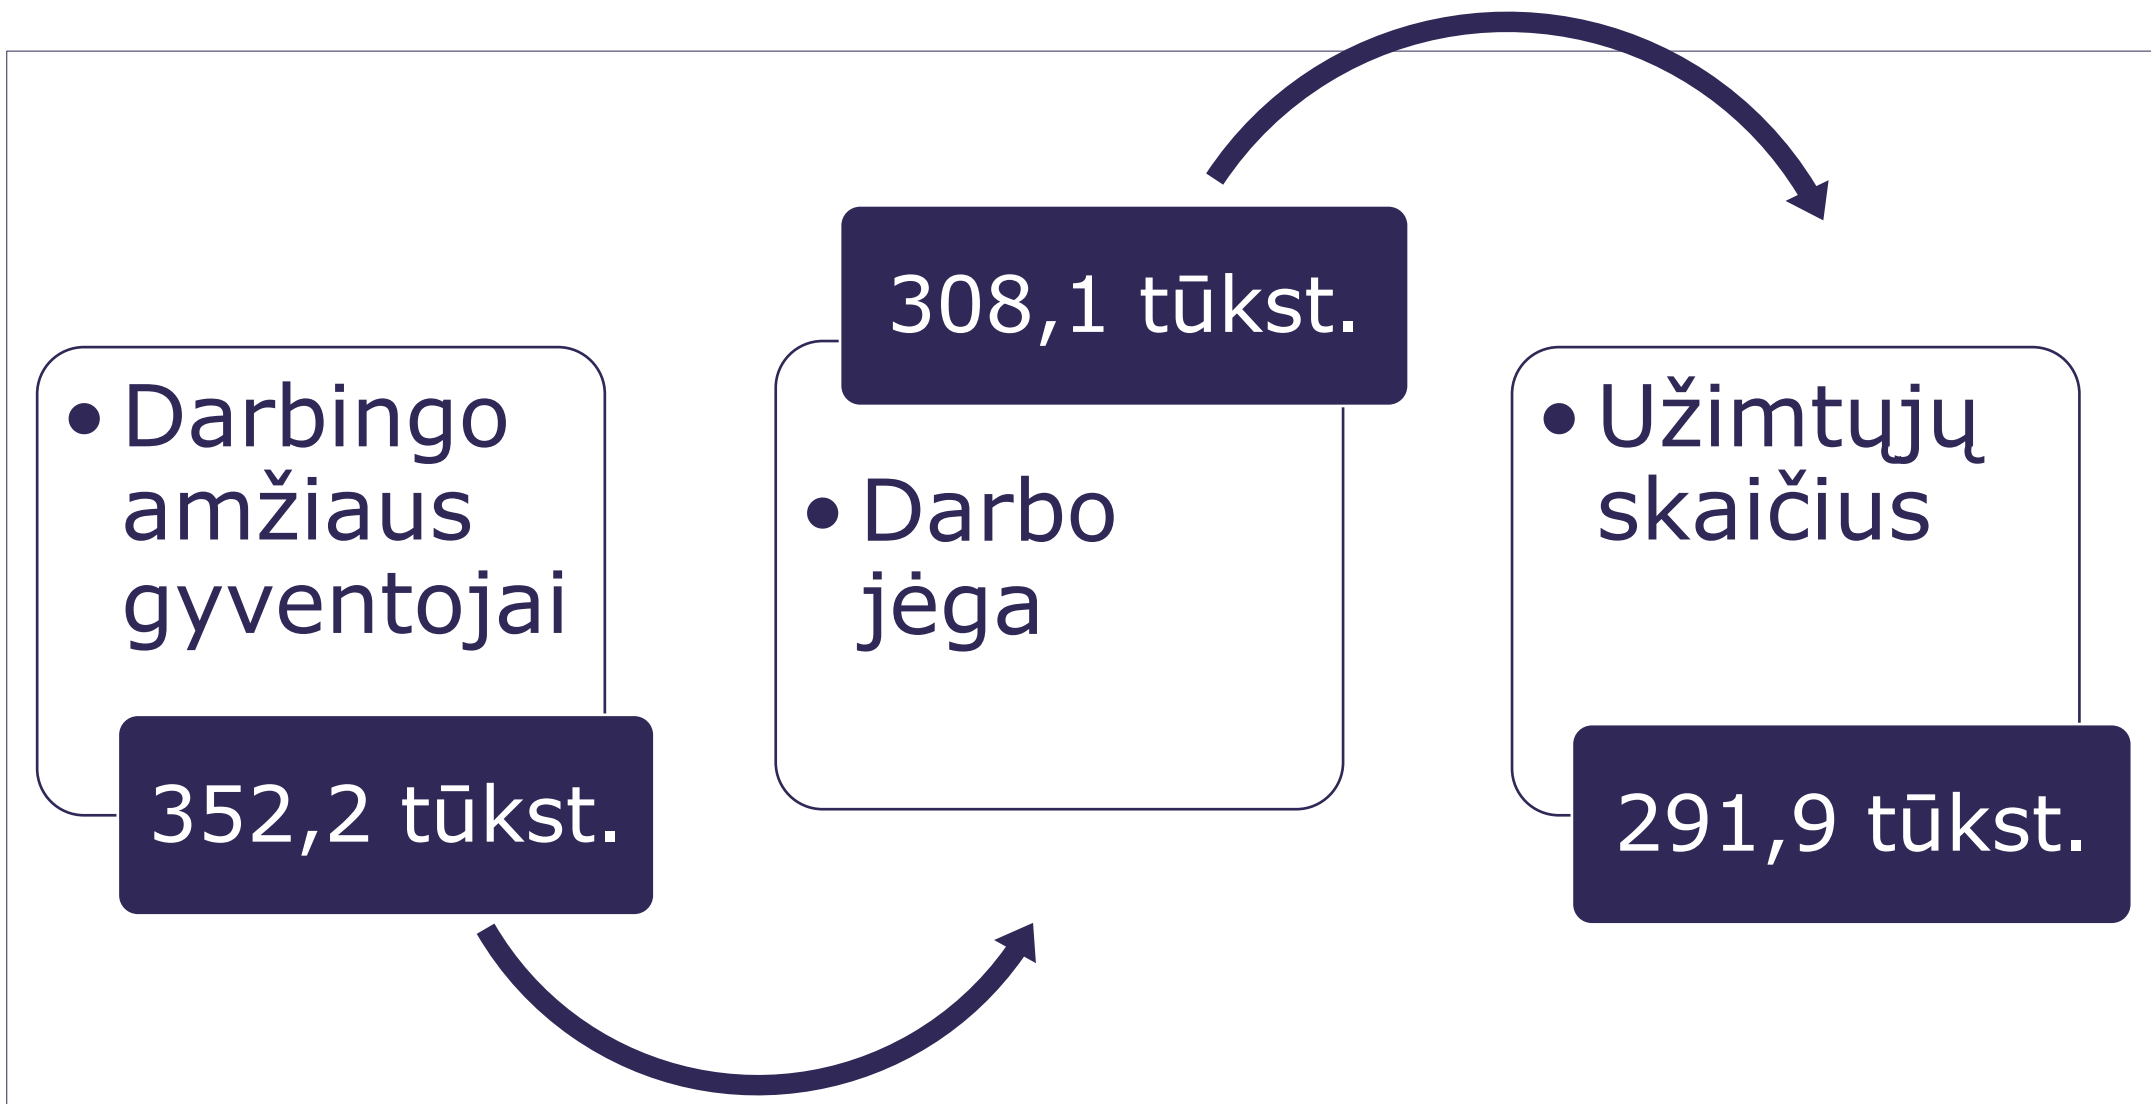 • Darbingo
amžiaus
gyventojai
352,2 tūkst.
308,1 tūkst.
• Darbo
jėga
• Užimtųjų
skaičius
291,9 tūkst.